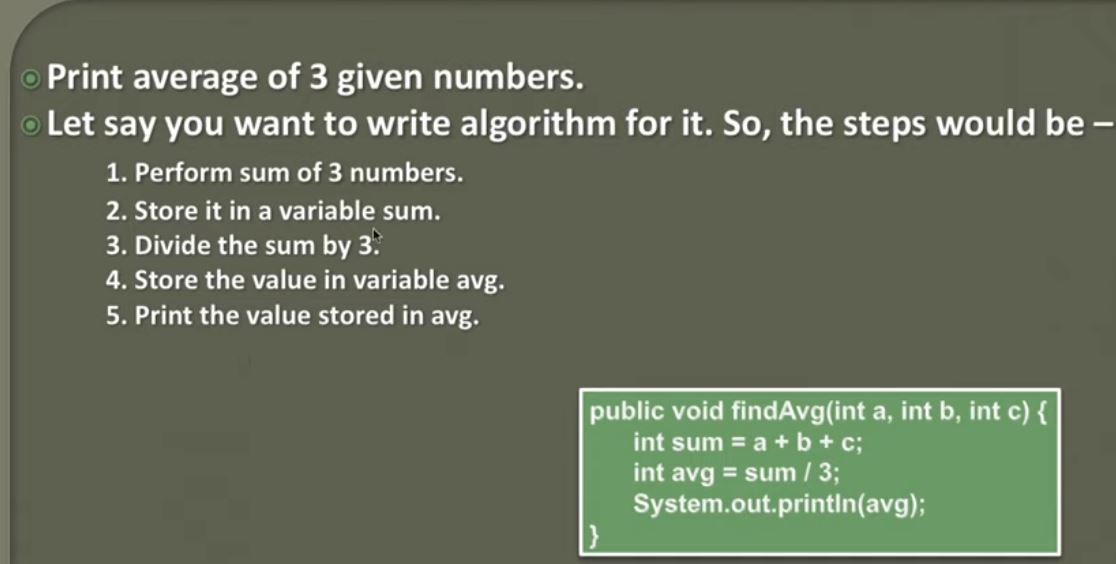 Print average of 3 given numbers.
Let say you want to write algorithm for it. So, the steps would be –
1. Perform sum of 3 numbers.
2. Store it in a variable sum.
3. Divide the sum by 3.
4. Store the value in variable avg.
5. Print the value stored in avg.
public void findAvg(int a, int b, int c) {
int sum = a + b + c;
int avg = sum / 3;
System.out.println(avg);
}